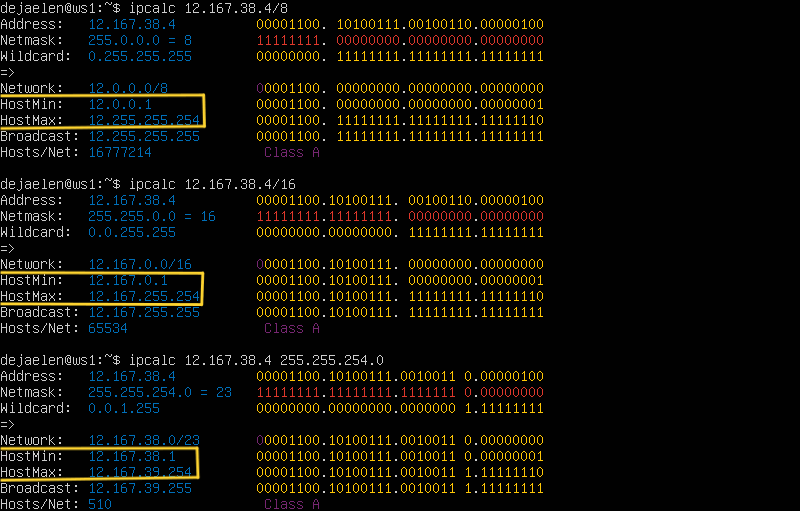 dejaelen@ws1:~$ ipcalc 12.167.38.4/8
Address:   12.167.38.4          00001100. 10100111.00100110.00000100
Netmask:   255.0.0.0 = 8        11111111. 00000000.00000000.00000000
Wildcard:  0.255.255.255        00000000. 11111111.11111111.11111111
=>
Network:   12.0.0.0/8           00001100. 00000000.00000000.00000000
HostMin:   12.0.0.1             00001100. 00000000.00000000.00000001
HostMax:   12.255.255.254       00001100. 11111111.11111111.11111110
Broadcast: 12.255.255.255       00001100. 11111111.11111111.11111111
Hosts/Net: 16777214              Class A
dejaelen@ws1:~$ ipcalc 12.167.38.4/16
Address:   12.167.38.4          00001100.10100111. 00100110.00000100
Netmask:   255.255.0.0 = 16     11111111.11111111. 00000000.00000000
Wildcard:  0.0.255.255          00000000.00000000. 11111111.11111111
=>
Network:   12.167.0.0/16        00001100.10100111. 00000000.00000000
HostMin:   12.167.0.1           00001100.10100111. 00000000.00000001
HostMax:   12.167.255.254       00001100.10100111. 11111111.11111110
Broadcast: 12.167.255.255       00001100.10100111. 11111111.11111111
Hosts/Net: 65534                 Class A
dejaelen@ws1:~$ ipcalc 12.167.38.4 255.255.254.0
Address:   12.167.38.4          00001100.10100111.0010011 0.00000100
Netmask:   255.255.254.0 = 23   11111111.11111111.1111111 0.00000000
Wildcard:  0.0.1.255            00000000.00000000.0000000 1.11111111
=>
Network:   12.167.38.0/23       00001100.10100111.0010011 0.00000000
HostMin:   12.167.38.1          00001100.10100111.0010011 0.00000001
HostMax:   12.167.39.254        00001100.10100111.0010011 1.11111110
Broadcast: 12.167.39.255        00001100.10100111.0010011 1.11111111
Hosts/Net: 510                   Class A